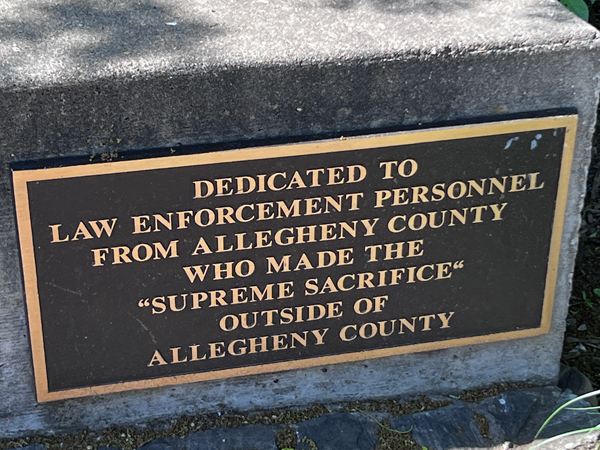 DEDICATED TO
LAW ENFORCEMENT PERSONNEL
FROM ALLEGHENY COUNTY
WHO MADE THE
“SUPREME SACRIFICE“
OUTSIDE OF
ALLEGHENY COUNTY